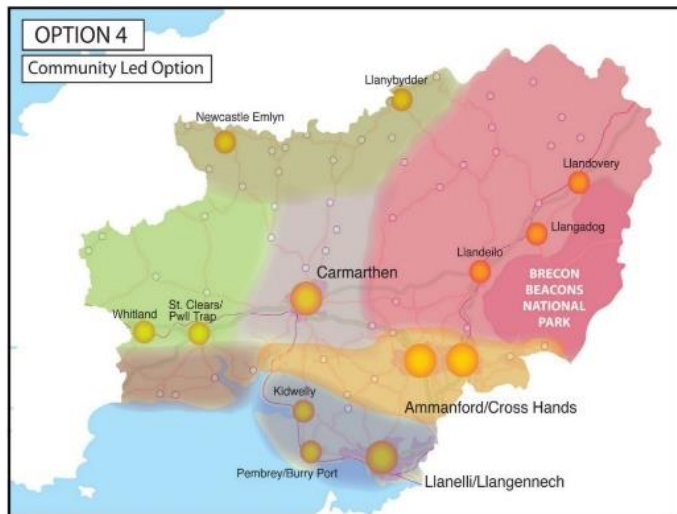 OPTION 4
Community Led Option
Llanybydder
Newcastle Emlyn
Llandovery
Llangadog
Llandeilo
Carmarthen
BRECON
BEACONS
NATIONAL
PARK
St. Clears/
Pwll Trap
Whitland
Kidwelly
Ammanford/Cross Hands
Pembrey/Burry Port
Llanelli/Llangennech